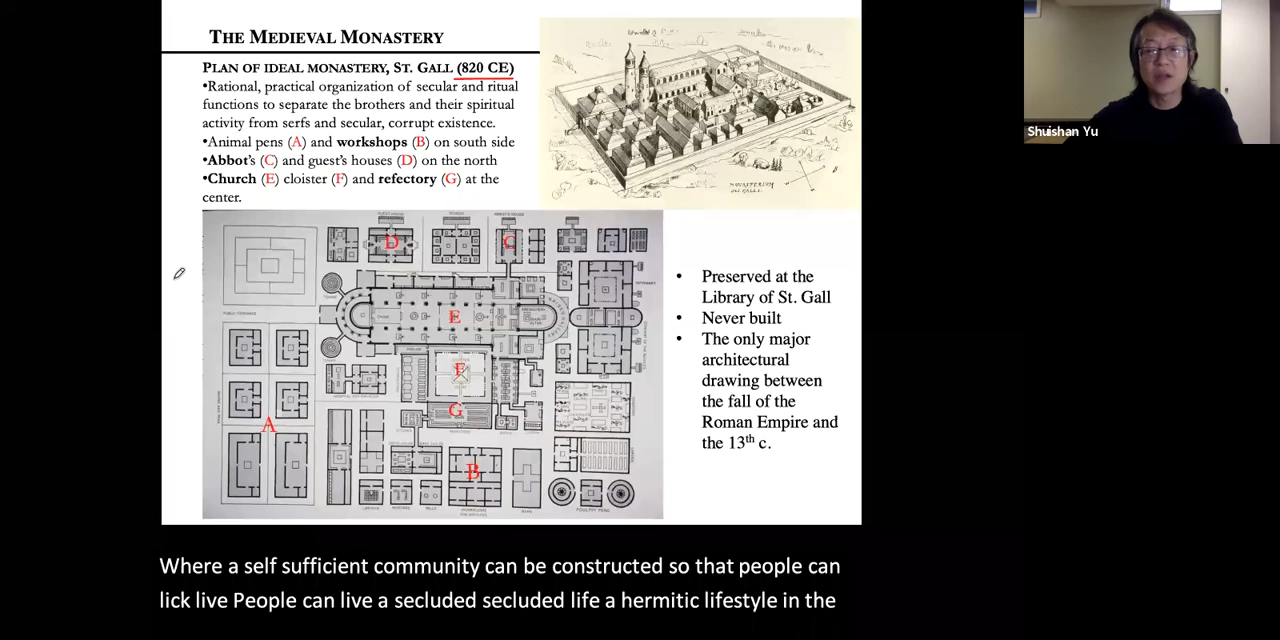 THE MEDIEVAL MONASTERY
PLAN OF IDEAL MONASTERY, ST. GALL (820 CE)
•Rational, practical organization of secular and ritual
functions to separate the brothers and their spiritual
activity from serfs and secular, corrupt existence.
•Animal pens (A) and workshops (B) on south side
•Abbot's (C) and guest's houses (D) on the north
•Church (E) cloister (F) and refectory (G) at the
center.
Shuishan Yu
D
C
E
F
G
A
B
POULTRY PENS
• Preserved at the
Library of St. Gall
• Never built
• The only major
architectural
drawing between
the fall of the
Roman Empire and
the 13th c.
Where a self sufficient community can be constructed so that people can
lick live People can live a secluded secluded life a hermitic lifestyle in the